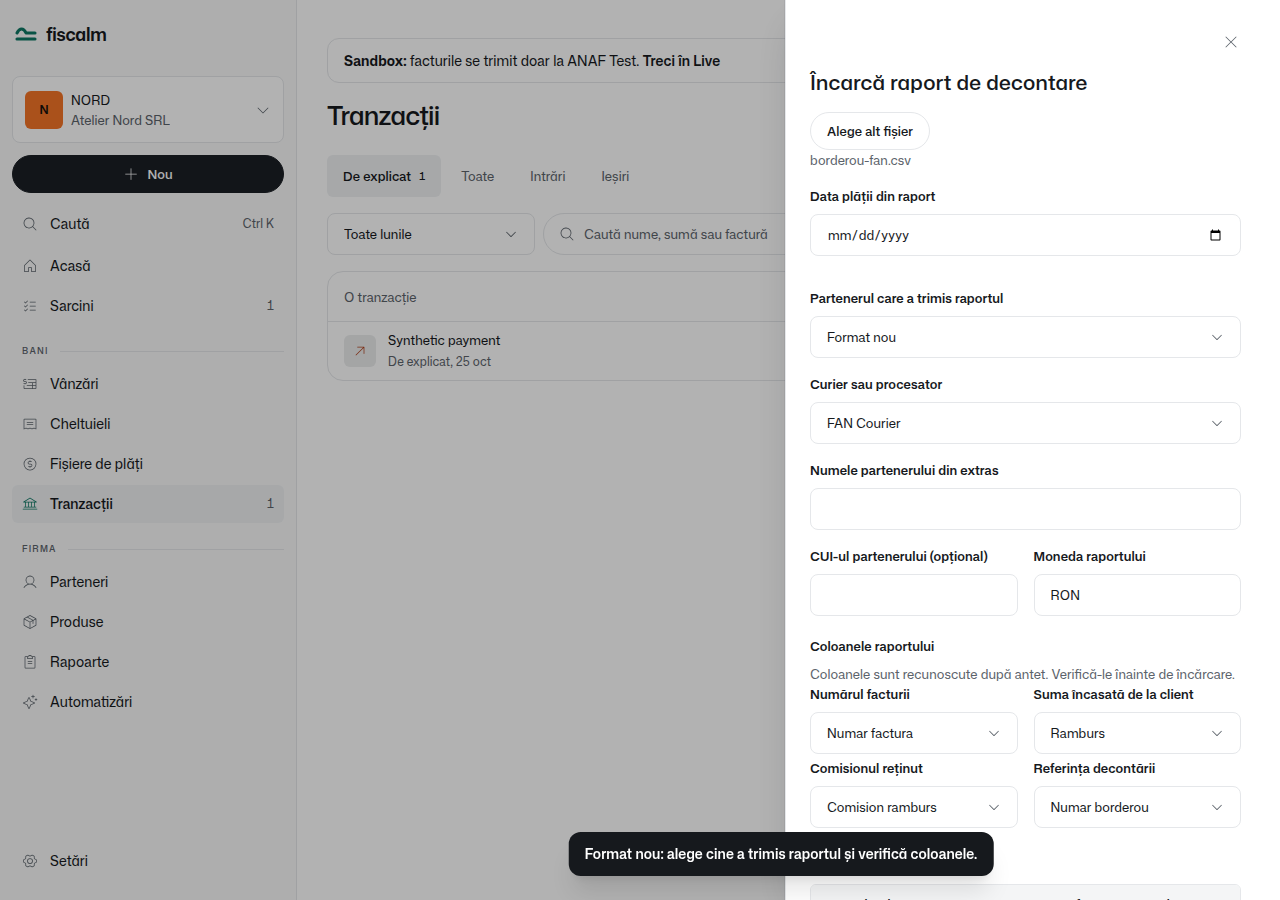 fiscalm
N
NORD
Atelier Nord SRL
Nou
Caută
Ctrl K
Acasă
Sarcini
1
BANI
Vânzări
Cheltuieli
Fișiere de plăți
Tranzacții
1
FIRMA
Parteneri
Produse
Rapoarte
Automatizări
Setări
Sandbox: facturile se trimit doar la ANAF Test. Treci în Live
Tranzacții
De explicat 1
Toate
Intrări
Ieșiri
Toate lunile
Caută nume, sumă sau factură
O tranzacție
Synthetic payment
De explicat, 25 oct
Încarcă raport de decontare
Alege alt fișier
borderou-fan.csv
Data plății din raport
mm/dd/yyyy
Partenerul care a trimis raportul
Format nou
Curier sau procesator
FAN Courier
Numele partenerului din extras
CUI-ul partenerului (opțional)
Moneda raportului
RON
Coloanele raportului
Coloanele sunt recunoscute după antet. Verifică-le înainte de încărcare.
Numărul facturii
Suma încasată de la client
Numar factura
Ramburs
Comisionul reținut
Referința decontării
Comision ramburs
Numar borderou
Format nou: alege cine a trimis raportul și verifică coloanele.